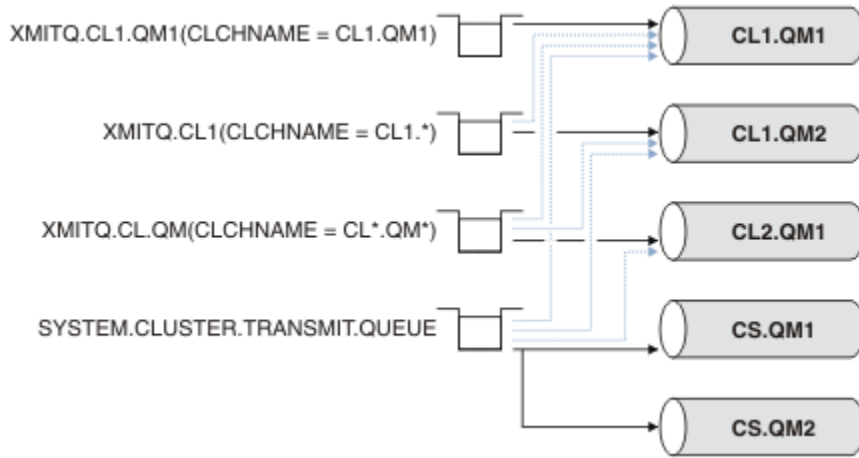 XMITQ.CL1.QM1(CLCHNAME = CL1.QM1)
CL1.QM1
XMITQ.CL1(CLCHNAME = CL1.*)
CL1.QM2
XMITQ.CL.QM(CLCHNAME = CL*.QM*)
CL2.QM1
SYSTEM.CLUSTER.TRANSMIT.QUEUE
CS.QM1
CS.QM2